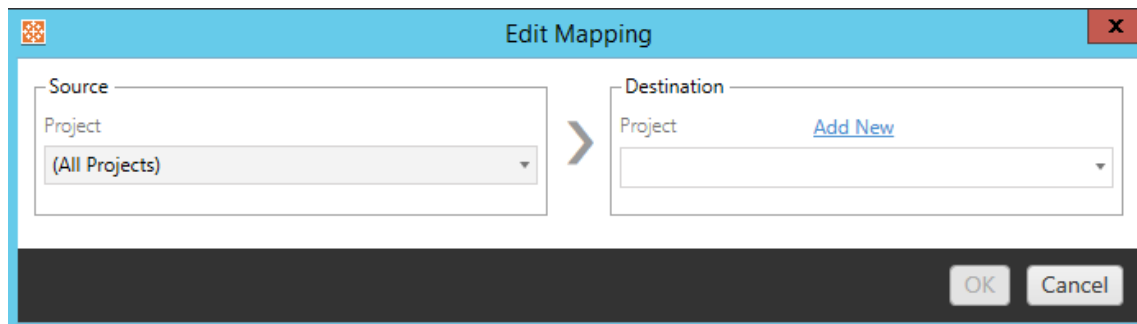 Edit Mapping
x
Source
Project
(All Projects)
Destination
Project Add New
OK Cancel